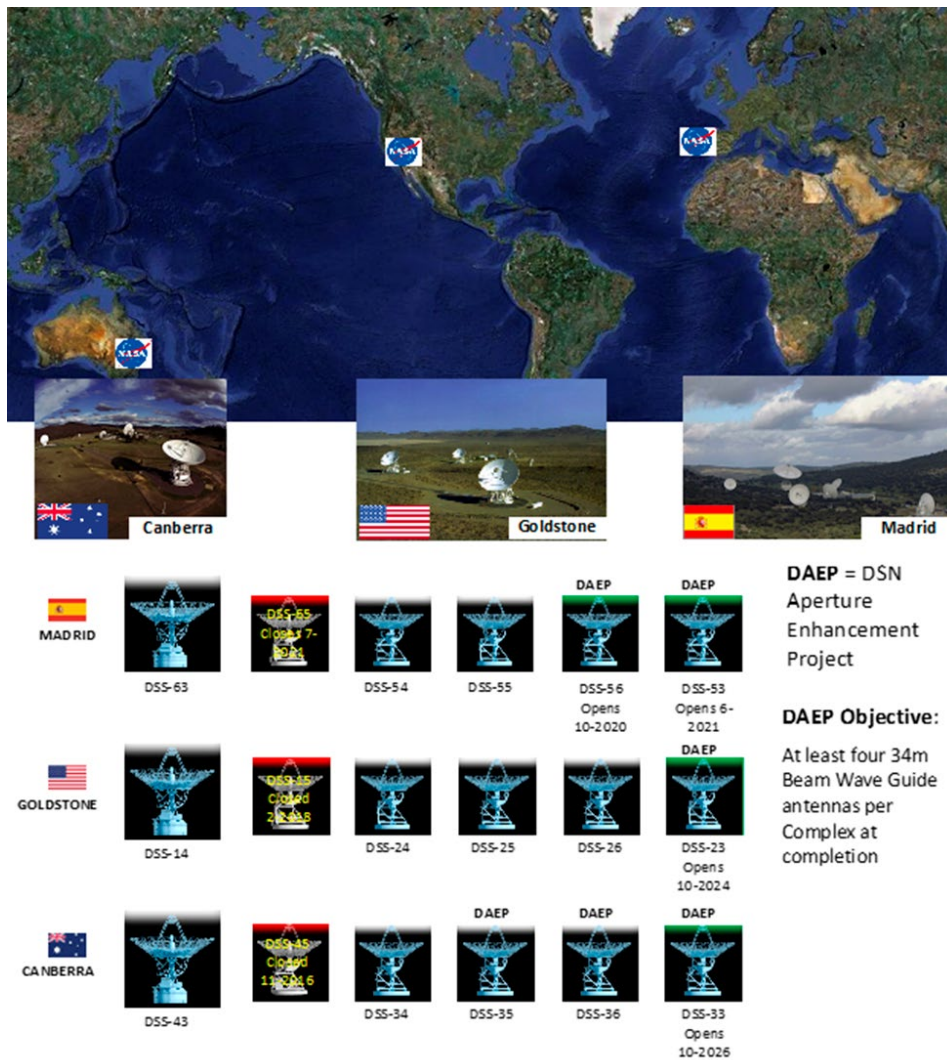 NASA
NASA
NASA
Canberra
Goldstone
Madrid
DAEP = DSN
Aperture
Enhancement
Project
DAEP Objective:
At least four 34m
Beam Wave Guide
antennas per
Complex at
completion
MADRID
DSS-63
DSS-65
Closes 7-
2021
DSS-54
DSS-55
DAEP
DSS-56
Opens
10-2020
DAEP
DSS-53
Opens 6-
2021
GOLDSTONE
DSS-14
DSS-15
Closed
2-2018
DSS-24
DSS-25
DSS-26
DAEP
DSS-23
Opens
10-2024
CANBERRA
DSS-43
DSS-45
Closed
11-2016
DSS-34
DAEP
DSS-35
DAEP
DSS-36
DAEP
DSS-33
Opens
10-2026